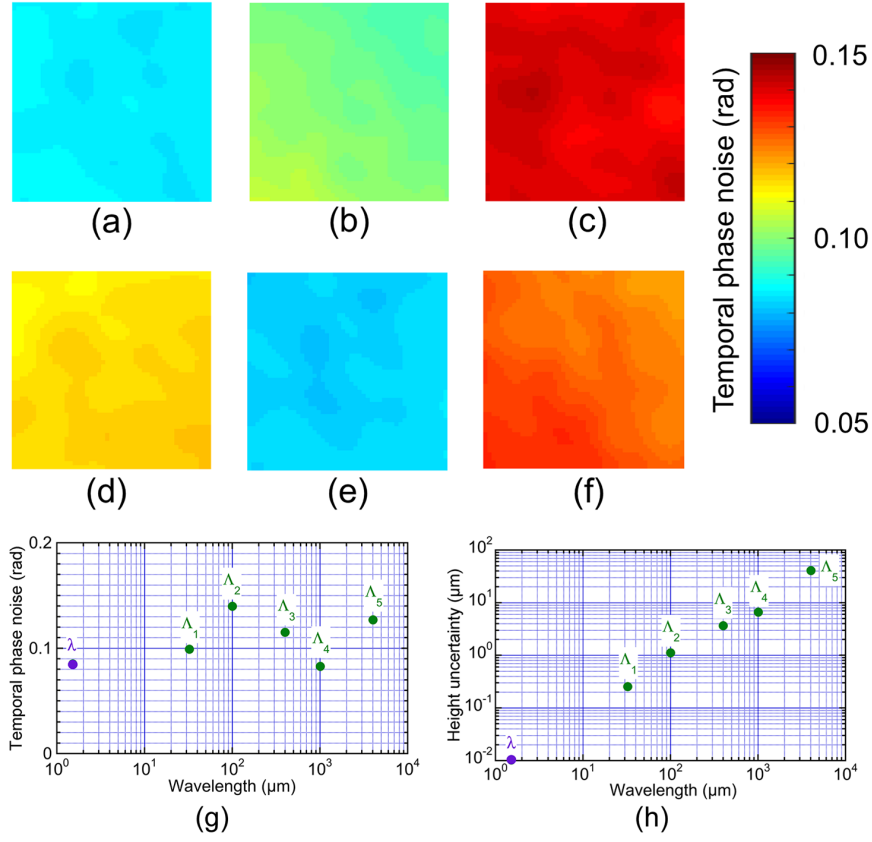 (a)
(b)
(c)
Temporal phase noise (rad)
0.15
0.10
0.05
(d)
(e)
(f)
Temporal phase noise (rad)
0.2
0.1
0
λ
Λ1
Λ2
Λ3
Λ4
Λ5
10^0
10^1
10^2
10^3
10^4
Wavelength (μm)
(g)
Height uncertainty (μm)
10^2
10^1
10^0
10^-1
10^-2
λ
Λ1
Λ2
Λ3
Λ4
Λ5
10^0
10^1
10^2
10^3
10^4
Wavelength (μm)
(h)